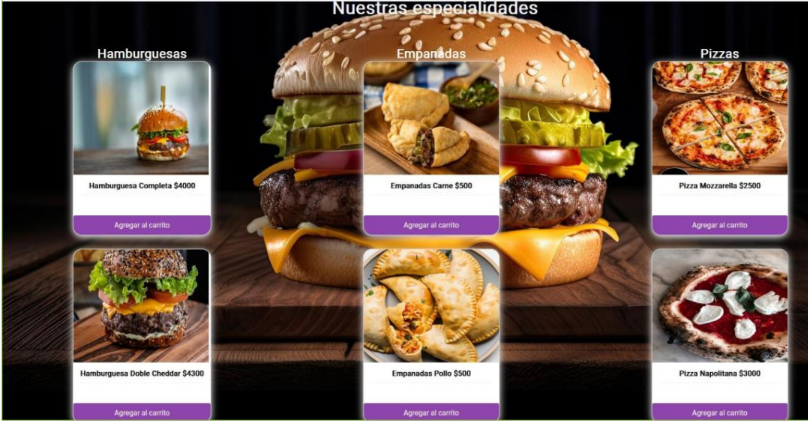 Nuestras especialidades
Hamburguesas
Empanadas
Pizzas
Hamburguesa Completa $4000
Empanadas Carne $500
Pizza Mozzarella $2500
Agregar al carrito
Agregar al carrito
Agregar al carrito
Hamburguesa Doble Cheddar $4300
Empanadas Pollo $500
Pizza Napolitana $3000
Agregar al carrito
Agregar al carrito
Agregar al carrito